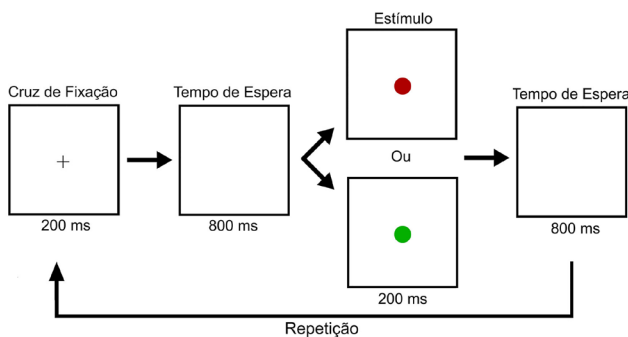 Estímulo
Cruz de Fixação
Tempo de Espera
Tempo de Espera
Ou
200 ms
800 ms
200 ms
800 ms
Repetição